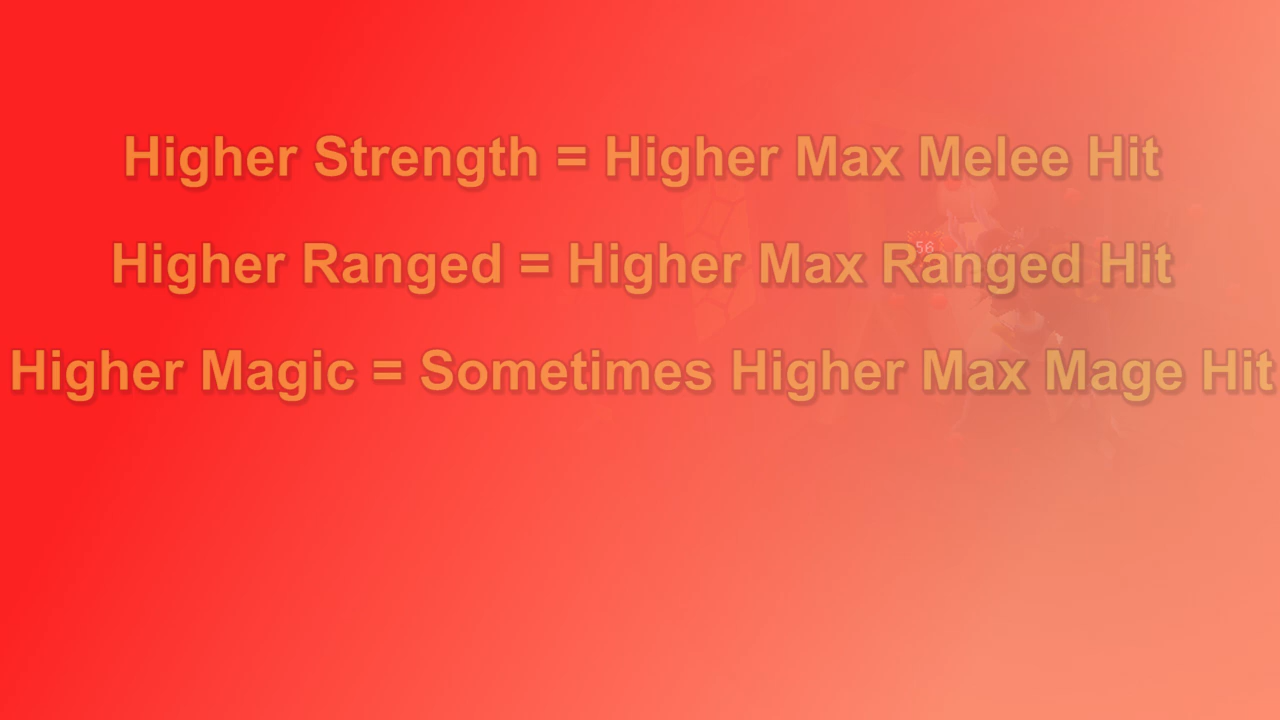 Higher Strength = Higher Max Melee Hit
56
Higher Ranged = Higher Max Ranged Hit
Higher Magic = Sometimes Higher Max Mage Hit